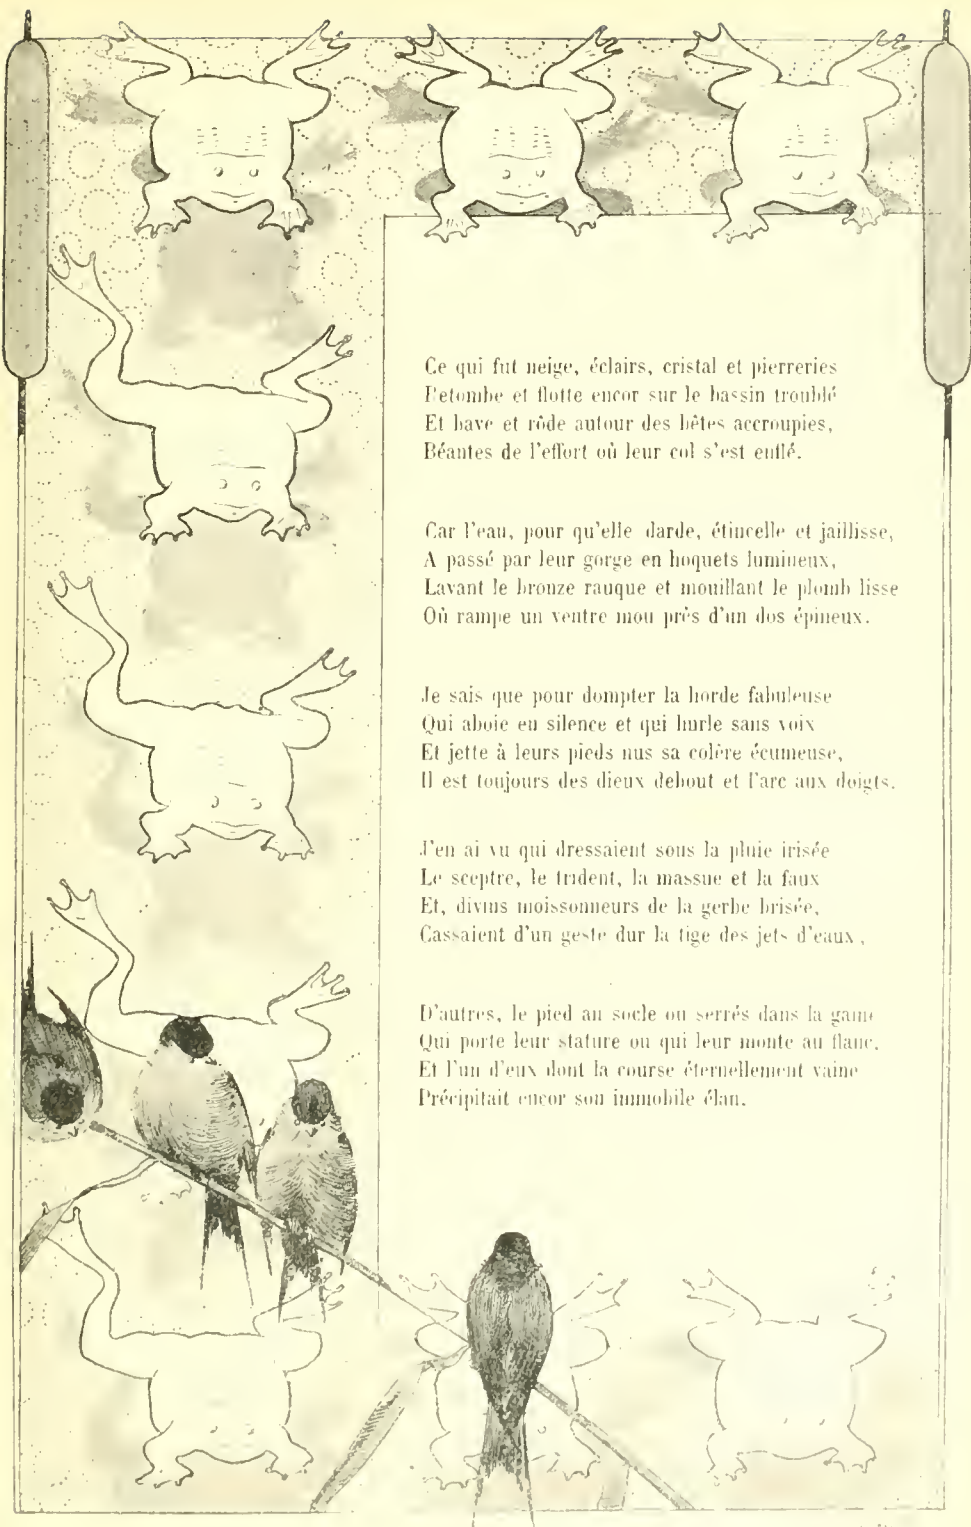 Ce qui fut neige, éclairs, cristal et pierreries
Retombe et flotte encor sur le bassin troublé
Et bave et rôde autour des bêtes accroupies,
Béantes de l'effort où leur col s'est enflé.

Car l'eau, pour qu'elle darde, étincelle et jaillisse,
A passé par leur gorge en hoquets lumineux,
Lavant le bronze rauque et mouillant le plomb lisse
Où rampe un ventre mou près d'un dos épineux.

Je sais que pour dompter la horde fabuleuse
Qui aboie en silence et qui hurle sans voix
Et jette à leurs pieds nus sa colère écumeuse,
Il est toujours des dieux debout et l'arc aux doigts.

J'en ai vu qui dressaient sous la pluie irisée
Le sceptre, le trident, la massue et la faux
Et, divins moissonneurs de la gerbe brisée,
Cassaient d'un geste dur la tige des jets d'eaux,

D'autres, le pied au socle ou serrés dans la gaine
Qui porte leur stature ou qui leur monte au flanc,
Et l'un d'eux dont la course éternellement vaine
Précipitait encor son immobile élan.